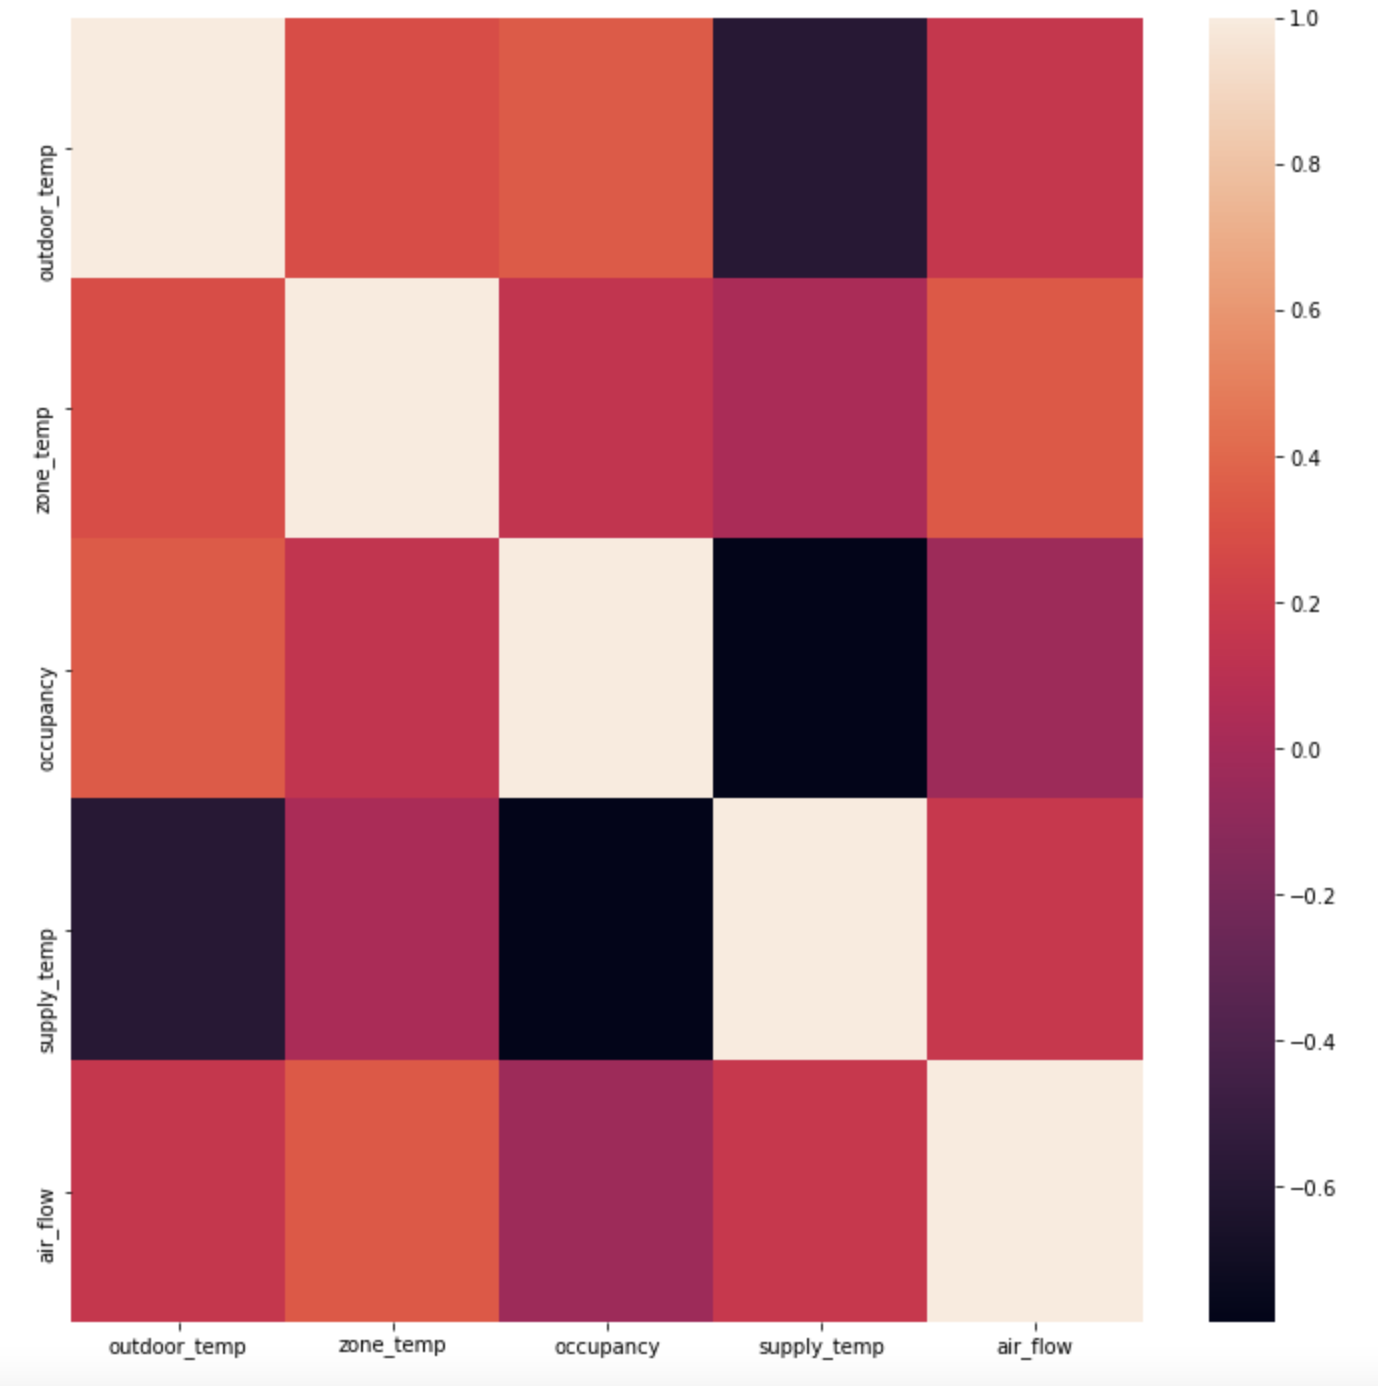 outdoor_temp
zone_temp
occupancy
supply_temp
air_flow
outdoor_temp zone_temp occupancy supply_temp air_flow
1.0
0.8
0.6
0.4
0.2
0.0
−0.2
−0.4
−0.6